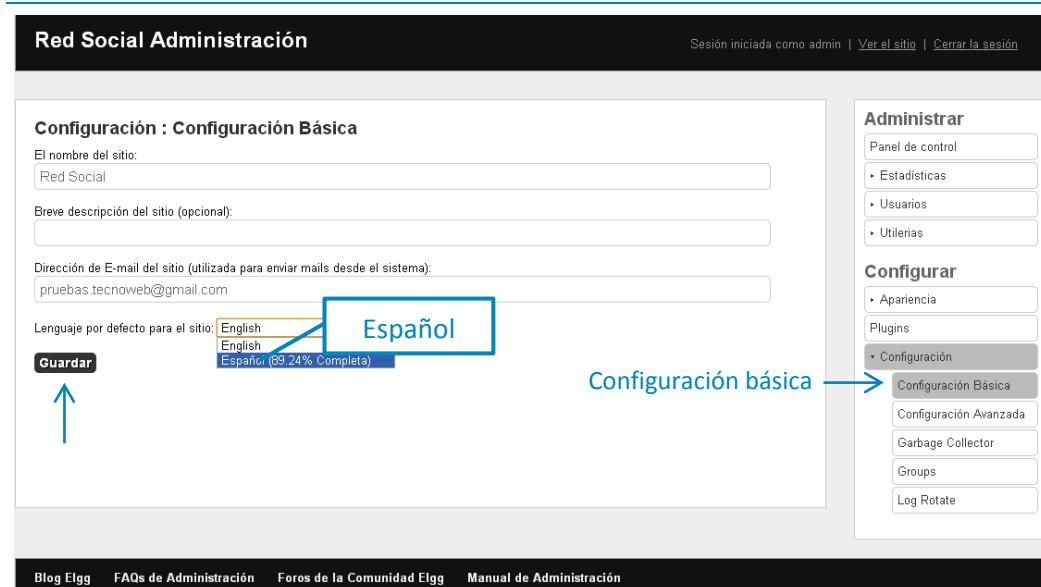 Red Social Administración
Sesión iniciada como admin | Ver el sitio | Cerrar la sesión
Configuración : Configuración Básica
El nombre del sitio:
Red Social
Breve descripción del sitio (opcional):
Dirección de E-mail del sitio (utilizada para enviar mails desde el sistema):
pruebas.tecnoweb@gmail.com
Lenguaje por defecto para el sitio: English
English
Español (89.24% Completa)
Español
Guardar
Configuración básica
Administrar
Panel de control
Estadísticas
Usuarios
Utilerias
Configurar
Apariencia
Plugins
Configuración
Configuración Básica
Configuración Avanzada
Garbage Collector
Groups
Log Rotate
Blog Elgg FAQs de Administración Foros de la Comunidad Elgg Manual de Administración